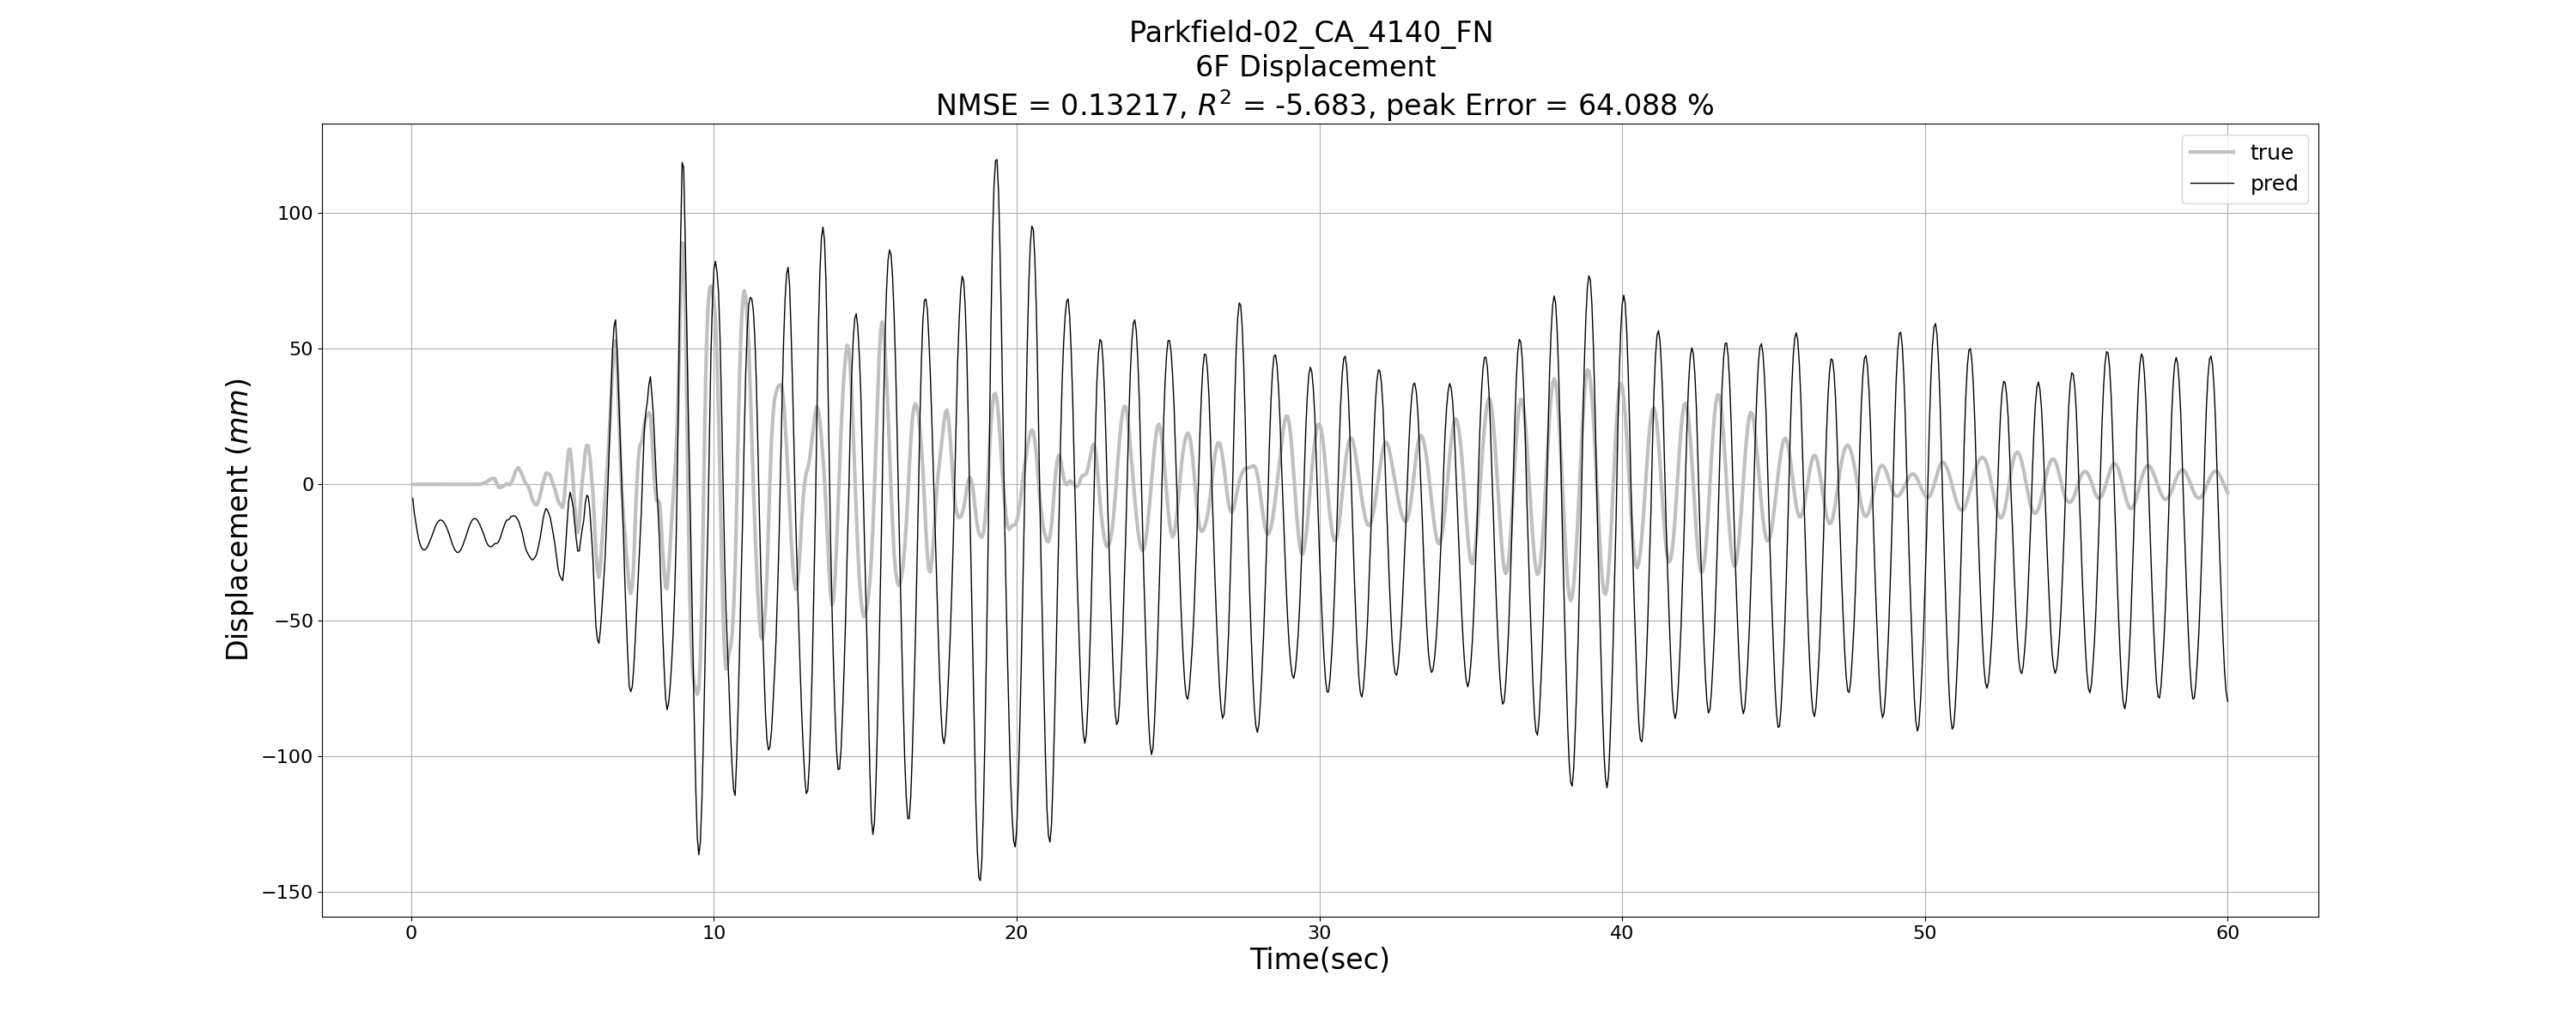 Parkfield-02_CA_4140_FN
6F Displacement
NMSE = 0.13217, R² = -5.683, peak Error = 64.088 %
true
pred
100
50
0
−50
−100
−150
Displacement (mm)
0 10 20 30 40 50 60
Time(sec)